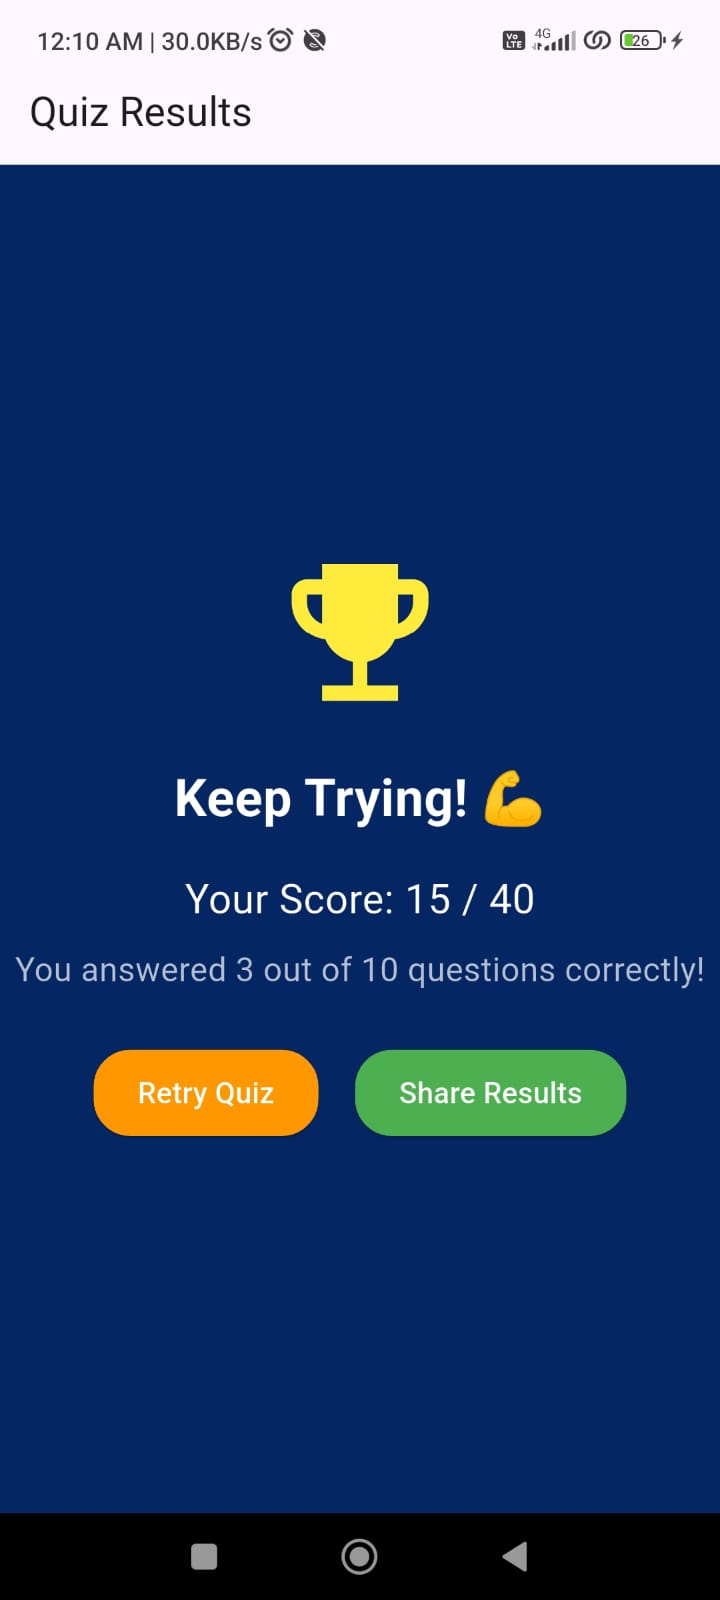 12:10 AM | 30.0KB/s Vo LTE 4G 26
Quiz Results
Keep Trying! 💪
Your Score: 15 / 40
You answered 3 out of 10 questions correctly!
Retry Quiz Share Results